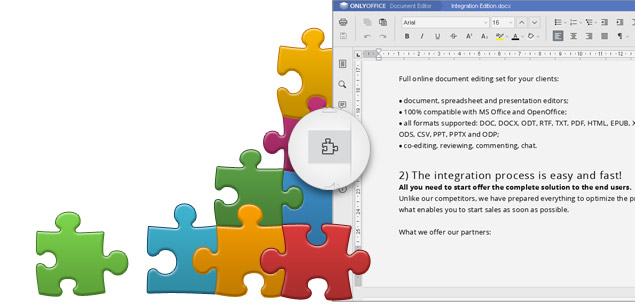 ONLYOFFICE Document Editor Integration Edition.docx
Arial 16
Full online document editing set for your clients:
• document, spreadsheet and presentation editors;
• 100% compatible with MS Office and OpenOffice;
• all formats supported: DOC, DOCX, ODT, RTF, TXT, PDF, HTML, EPUB, X
ODS, CSV, PPT, PPTX and ODP;
• co-editing, reviewing, commenting, chat.
2) The integration process is easy and fast!
All you need to start offer the complete solution to the end users.
Unlike our competitors, we have prepared everything to optimize the pr
what enables you to start sales as soon as possible.
What we offer our partners: